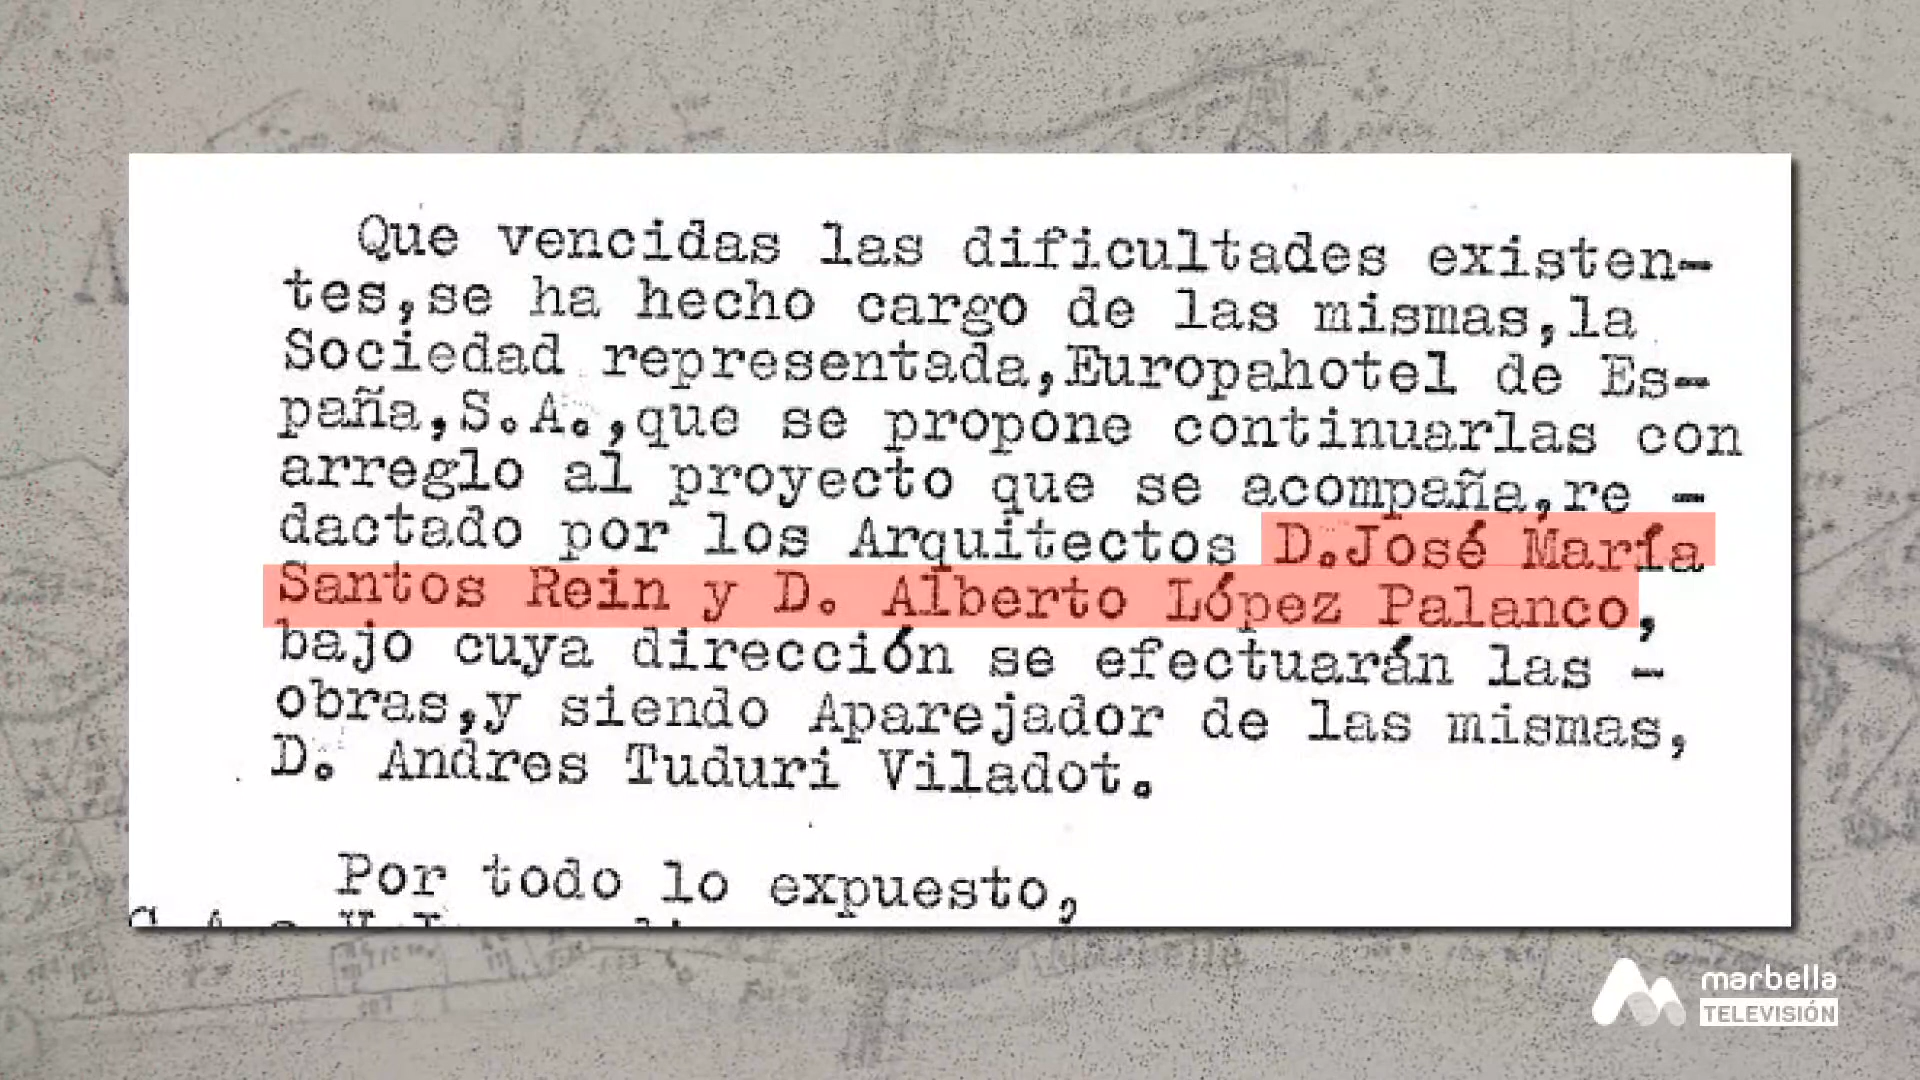 Que vencidas las dificultades existen-
tes,se ha hecho cargo de las mismas,la
Sociedad representada,Europahotel de Es-
paña,S.A.,que se propone continuarlas con
arreglo al proyecto que se acompaña,re -
dactado por los Arquitectos D.José María
Santos Rein y D. Alberto López Palanco,
bajo cuya dirección se efectuarán las -
obras,y siendo Aparejador de las mismas,
D. Andres Tuduri Viladot.
Por todo lo expuesto,
marbella
TELEVISIÓN